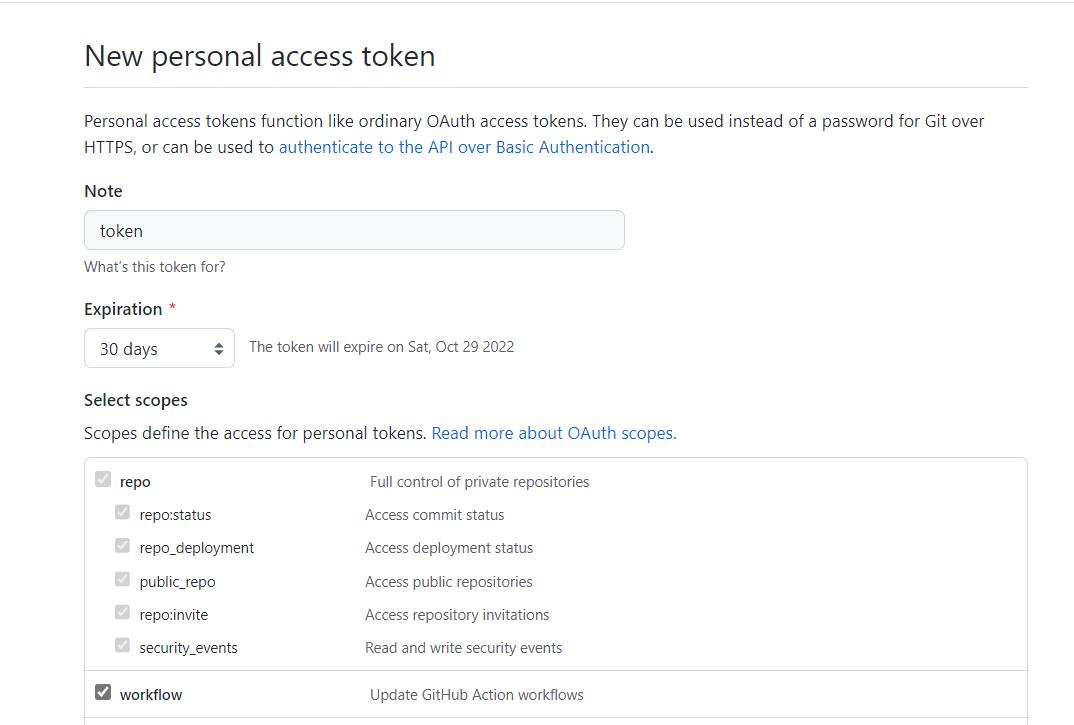 New personal access token
Personal access tokens function like ordinary OAuth access tokens. They can be used instead of a password for Git over
HTTPS, or can be used to authenticate to the API over Basic Authentication.
Note
token
What's this token for?
Expiration *
30 days The token will expire on Sat, Oct 29 2022
Select scopes
Scopes define the access for personal tokens. Read more about OAuth scopes.
repo Full control of private repositories
repo:status Access commit status
repo_deployment Access deployment status
public_repo Access public repositories
repo:invite Access repository invitations
security_events Read and write security events
workflow Update GitHub Action workflows